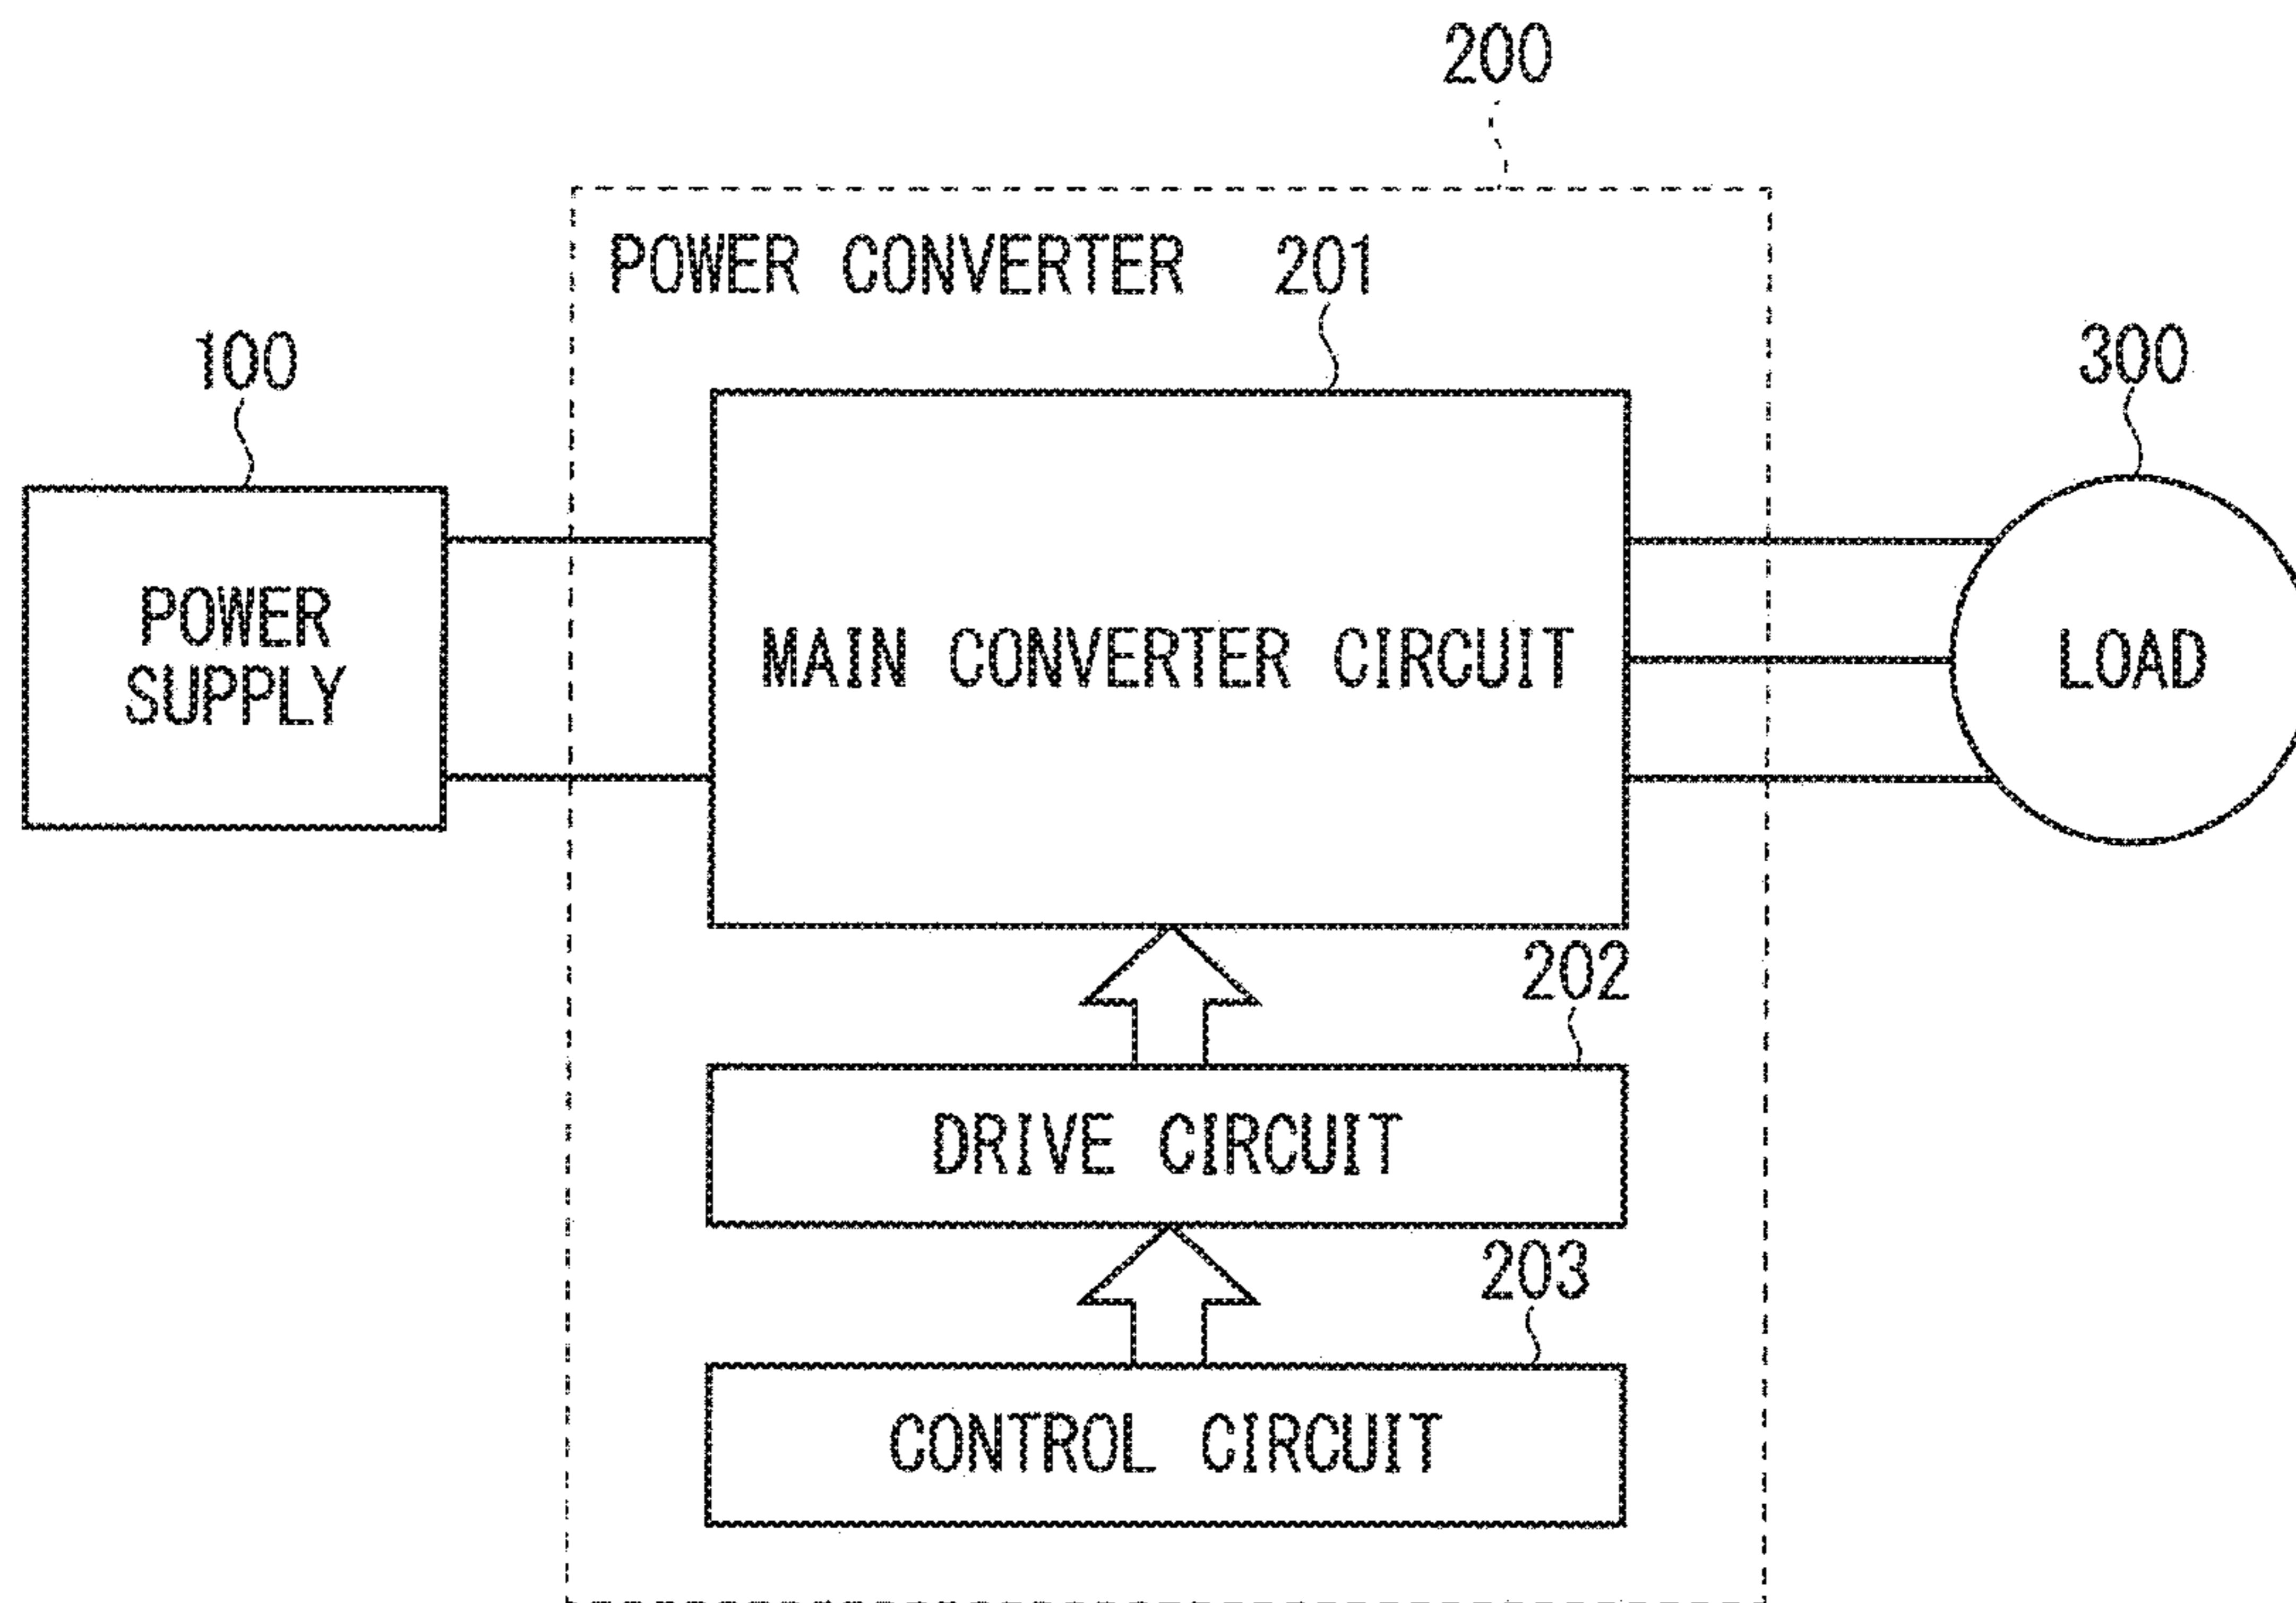 200
POWER CONVERTER 201
100
300
POWER
SUPPLY
MAIN CONVERTER CIRCUIT
LOAD
202
DRIVE CIRCUIT
203
CONTROL CIRCUIT